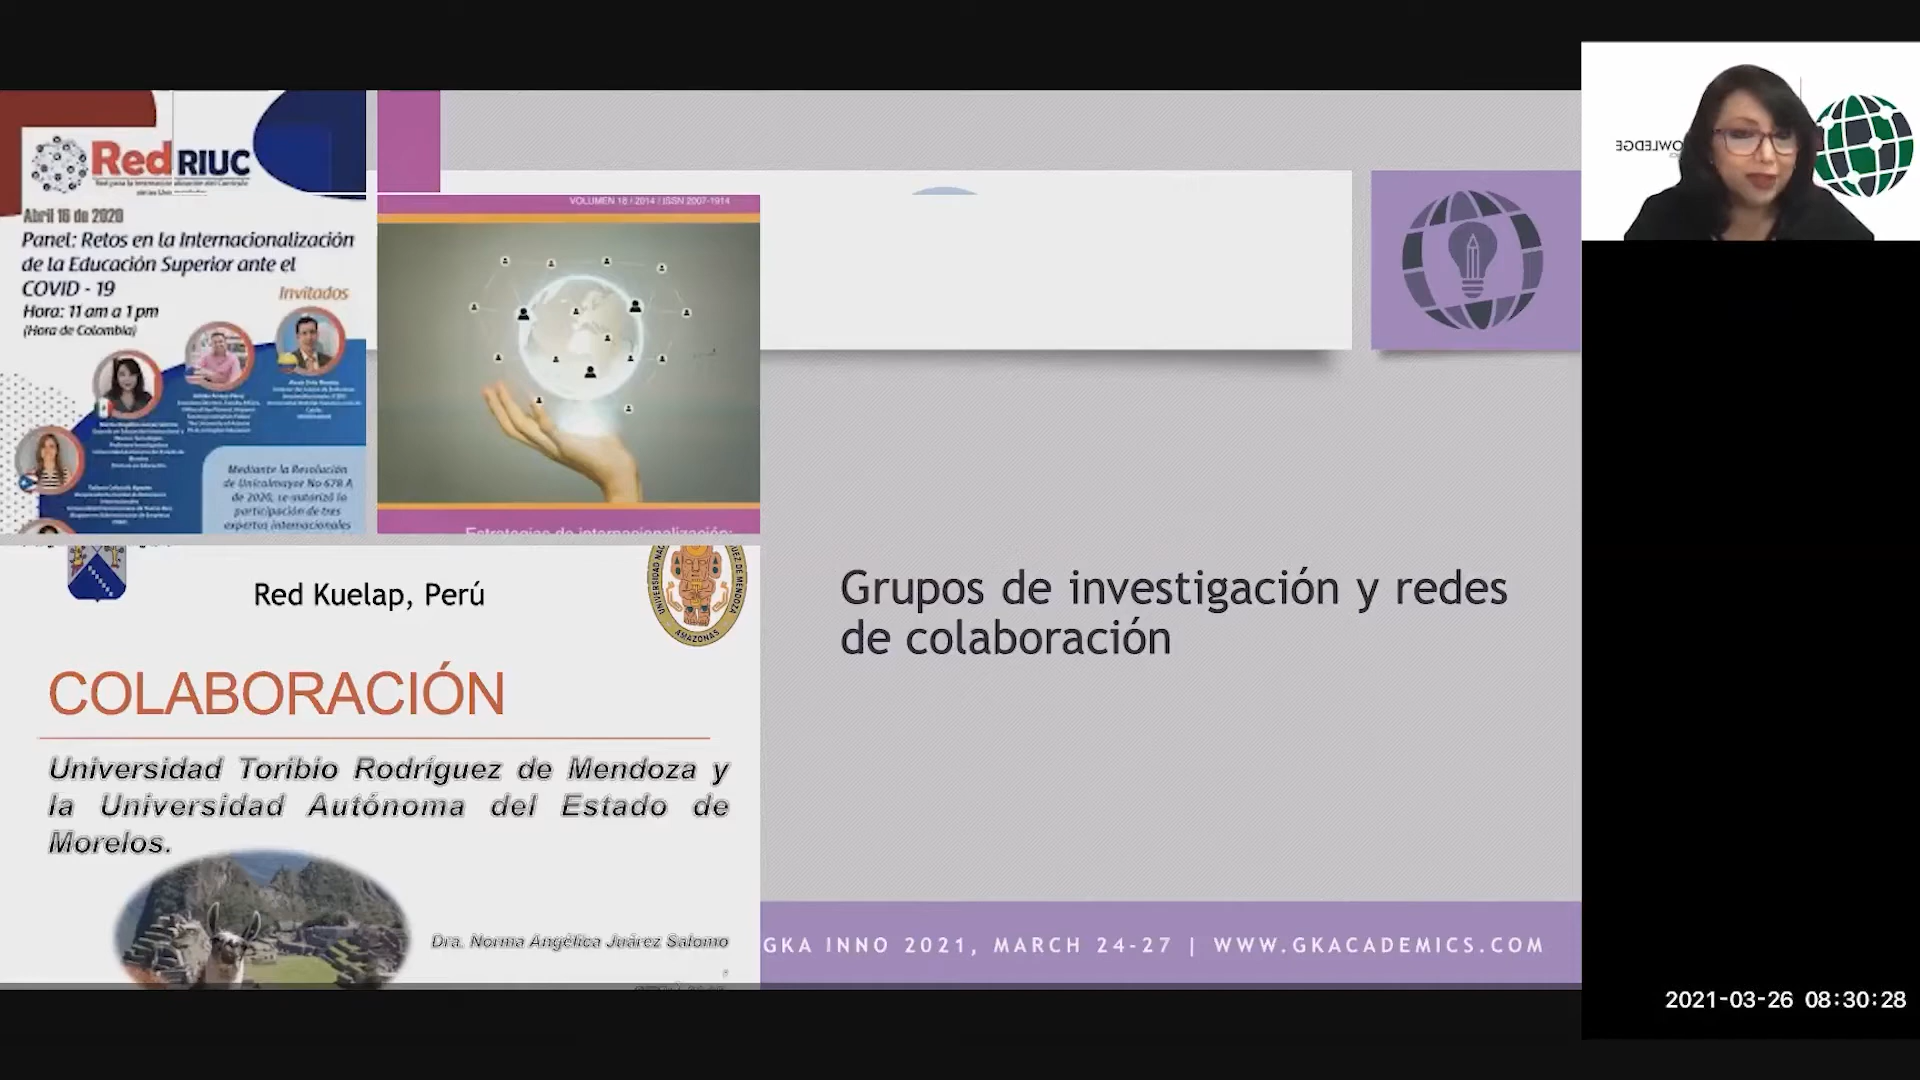 Red RIUC
Abril 16 de 2020
Panel: Retos en la Internacionalización
de la Educación Superior ante el
COVID - 19
Invitados
Hora: 11 am a 1 pm
(Hora de Colombia)
Mediante la Resolución
de Unicolmayor No 678 A
de 2020, se autorizó la
participación de tres
expertos internacionales
VOLUMEN 18 / 2014 / ISSN 2007-1914
Estrategias de internacionalización:
Red Kuelap, Perú
AMAZONAS
COLABORACIÓN
Universidad Toribio Rodríguez de Mendoza y
la Universidad Autónoma del Estado de
Morelos.
Dra. Norma Angélica Juárez Salomo
Grupos de investigación y redes
de colaboración
GKA INNO 2021, MARCH 24-27 | WWW.GKACADEMICS.COM
2021-03-26 08:30:28